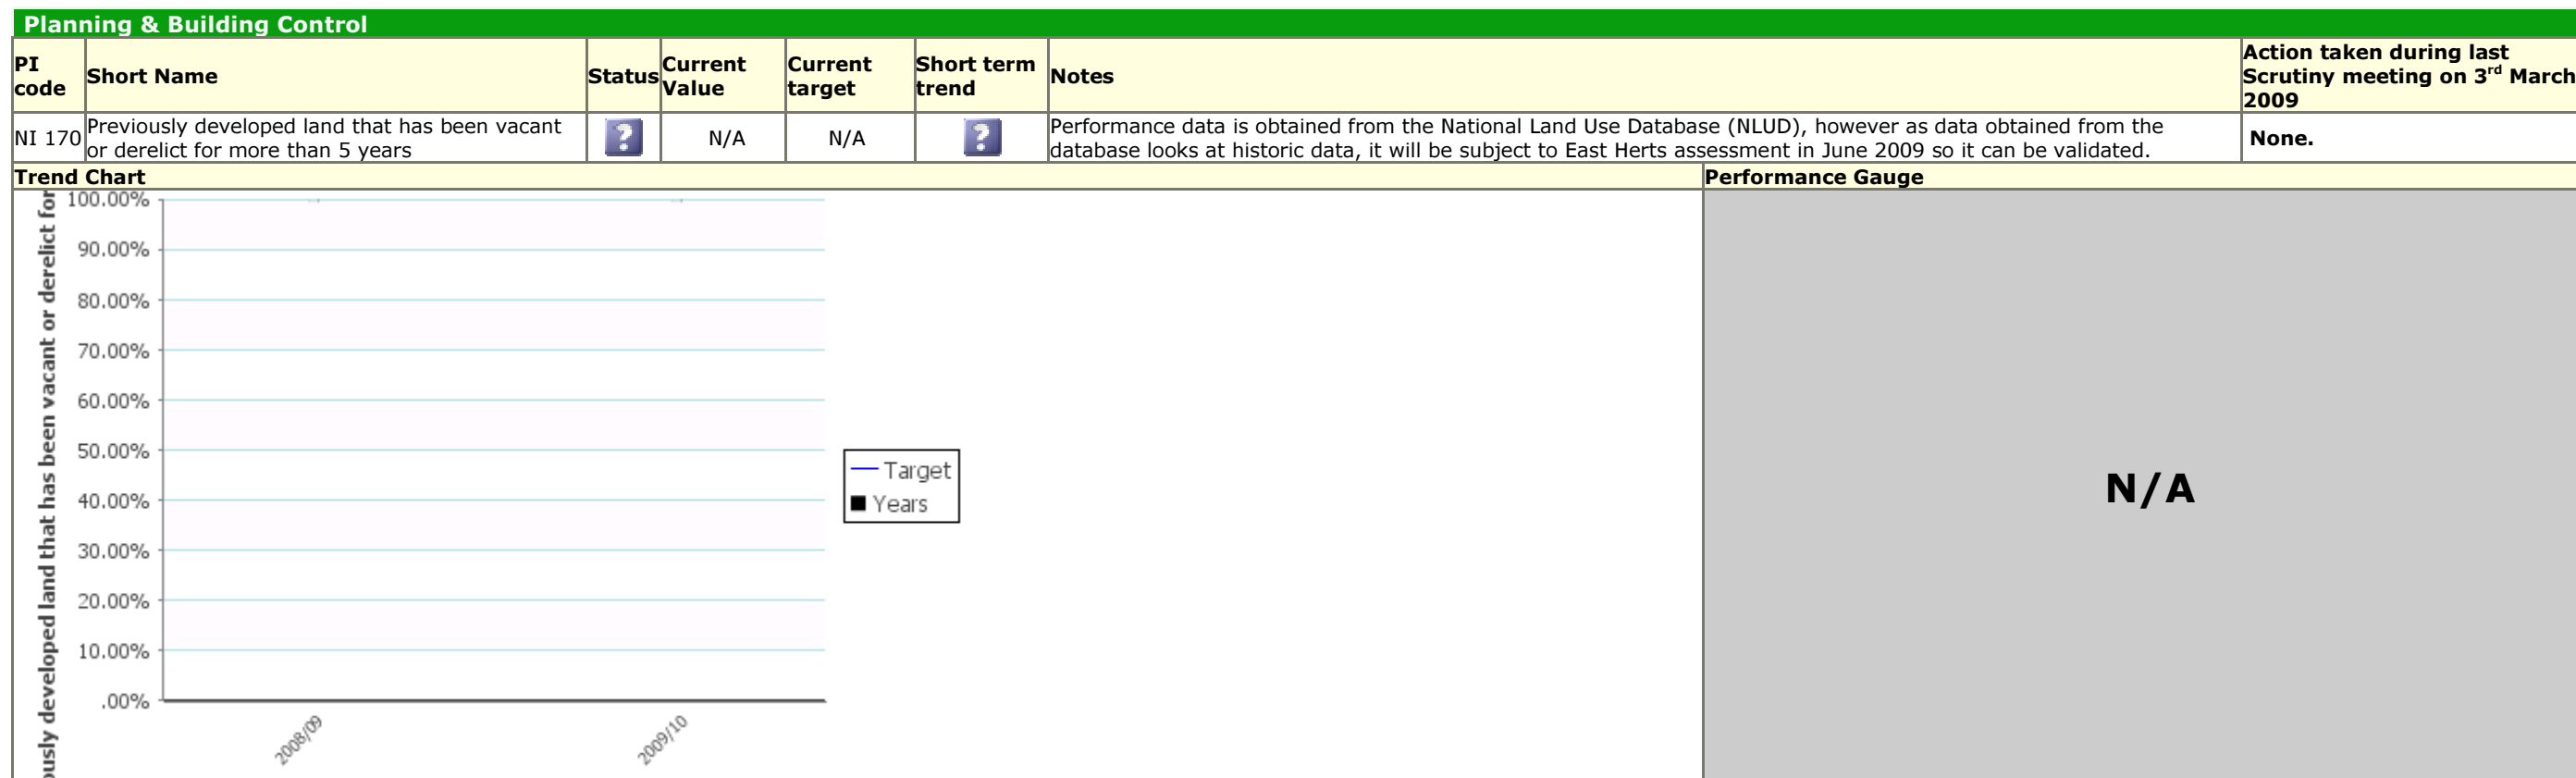 Planning & Building Control
PI code
Short Name
Status
Current Value
Current target
Short term trend
Notes
Action taken during last Scrutiny meeting on 3rd March 2009
NI 170
Previously developed land that has been vacant
or derelict for more than 5 years
?
N/A
N/A
?
Performance data is obtained from the National Land Use Database (NLUD), however as data obtained from the
database looks at historic data, it will be subject to East Herts assessment in June 2009 so it can be validated.
None.
Trend Chart
Performance Gauge
ously developed land that has been vacant or derelict for
100.00%
90.00%
80.00%
70.00%
60.00%
50.00%
40.00%
30.00%
20.00%
10.00%
.00%
2008/09
2009/10
Target
Years
N/A